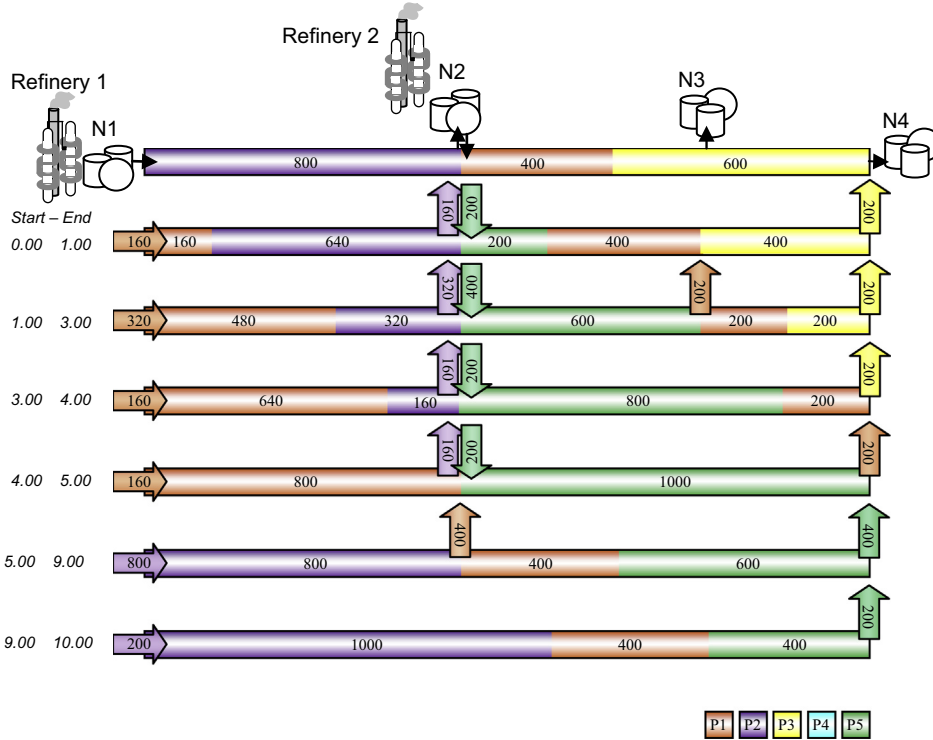 Refinery 2
Refinery 1
N1
N2
N3
N4
800 400 600
Start – End
160 200 200
0.00 1.00 160 160 640 200 400 400
320 400 200 200
1.00 3.00 320 480 320 600 200 200
160 200 200
3.00 4.00 160 640 160 800 200
160 200 200
4.00 5.00 160 800 1000
400 400
5.00 9.00 800 800 400 600
200
9.00 10.00 200 1000 400 400
P1 P2 P3 P4 P5